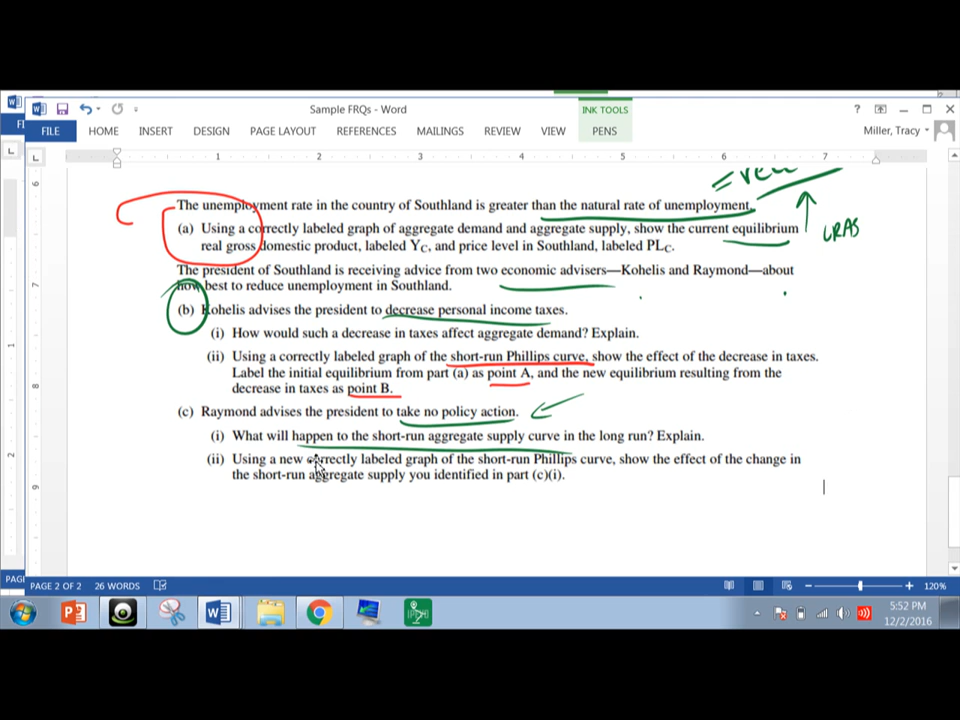 Sample FRQs - Word
INK TOOLS
FILE
HOME
INSERT
DESIGN
PAGE LAYOUT
REFERENCES
MAILINGS
REVIEW
VIEW
PENS
Miller, Tracy
1 2 3 4 5 6 7
The unemployment rate in the country of Southland is greater than the natural rate of unemployment.
(a) Using a correctly labeled graph of aggregate demand and aggregate supply, show the current equilibrium
real gross domestic product, labeled YC, and price level in Southland, labeled PLC.
LRAS
The president of Southland is receiving advice from two economic advisers—Kohelis and Raymond—about
how best to reduce unemployment in Southland.
(b) Kohelis advises the president to decrease personal income taxes.
(i) How would such a decrease in taxes affect aggregate demand? Explain.
(ii) Using a correctly labeled graph of the short-run Phillips curve, show the effect of the decrease in taxes.
Label the initial equilibrium from part (a) as point A, and the new equilibrium resulting from the
decrease in taxes as point B.
(c) Raymond advises the president to take no policy action.
(i) What will happen to the short-run aggregate supply curve in the long run? Explain.
(ii) Using a new correctly labeled graph of the short-run Phillips curve, show the effect of the change in
the short-run aggregate supply you identified in part (c)(i).
PAGE 2 OF 2
26 WORDS
120%
5:52 PM
12/2/2016